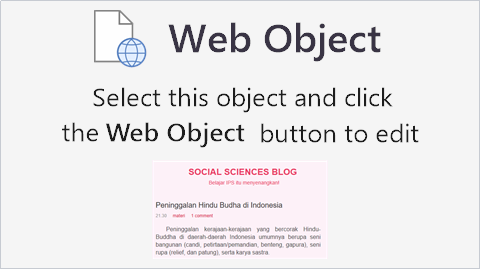 Web Object
Select this object and click
the Web Object button to edit
SOCIAL SCIENCES BLOG
Belajar IPS itu menyenangkan!
Peninggalan Hindu Budha di Indonesia
21.30 materi 1 comment
Peninggalan kerajaan-kerajaan yang bercorak Hindu-
Buddha di daerah-daerah Indonesia umumnya berupa seni
bangunan (candi, petirtaan/pemandian, benteng, gapura), seni
rupa (relief, dan patung), serta karya sastra.